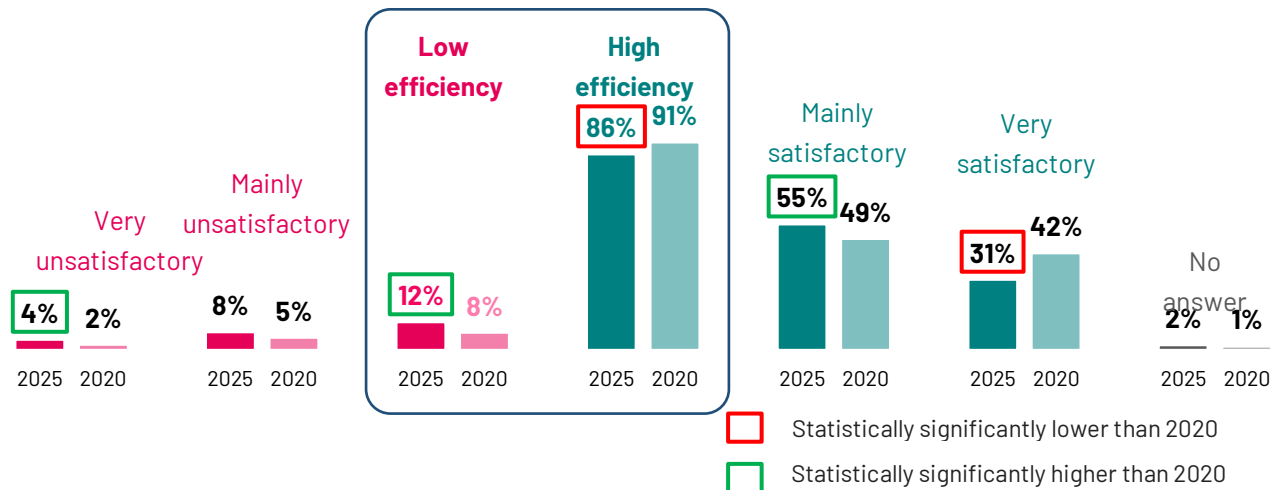 Low
efficiency
High
efficiency
86% 91%
Mainly
satisfactory
55%
49%
Very
satisfactory
31%
42%
Mainly
unsatisfactory
8% 5%
Very
unsatisfactory
4% 2%
12% 8%
No
answer
2% 1%
2025 2020
2025 2020
2025 2020
2025 2020
2025 2020
2025 2020
2025 2020
Statistically significantly lower than 2020
Statistically significantly higher than 2020